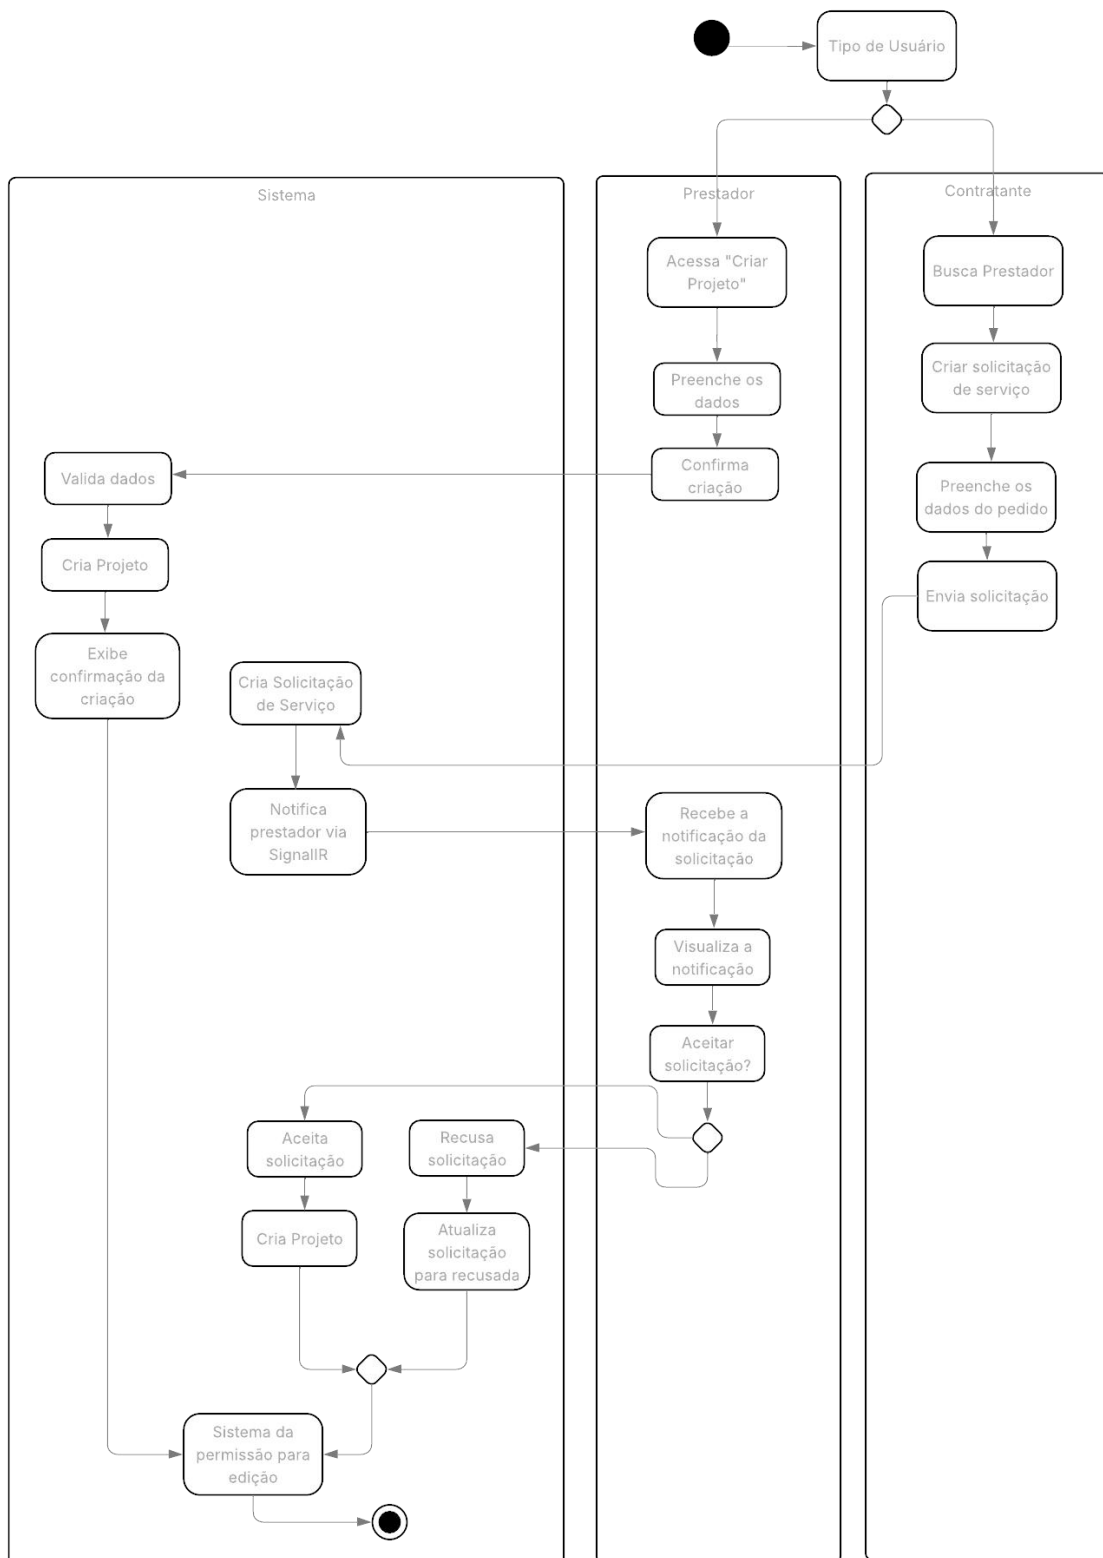 Tipo de Usuário
Sistema
Prestador
Contratante
Acessa "Criar
Projeto"
Busca Prestador
Preenche os
dados
Criar solicitação
de serviço
Valida dados
Confirma
criação
Preenche os
dados do pedido
Cria Projeto
Envia solicitação
Exibe
confirmação da
criação
Cria Solicitação
de Serviço
Notifica
prestador via
SignalIR
Recebe a
notificação da
solicitação
Visualiza a
notificação
Aceitar
solicitação?
Aceita
solicitação
Recusa
solicitação
Cria Projeto
Atualiza
solicitação
para recusada
Sistema da
permissão para
edição